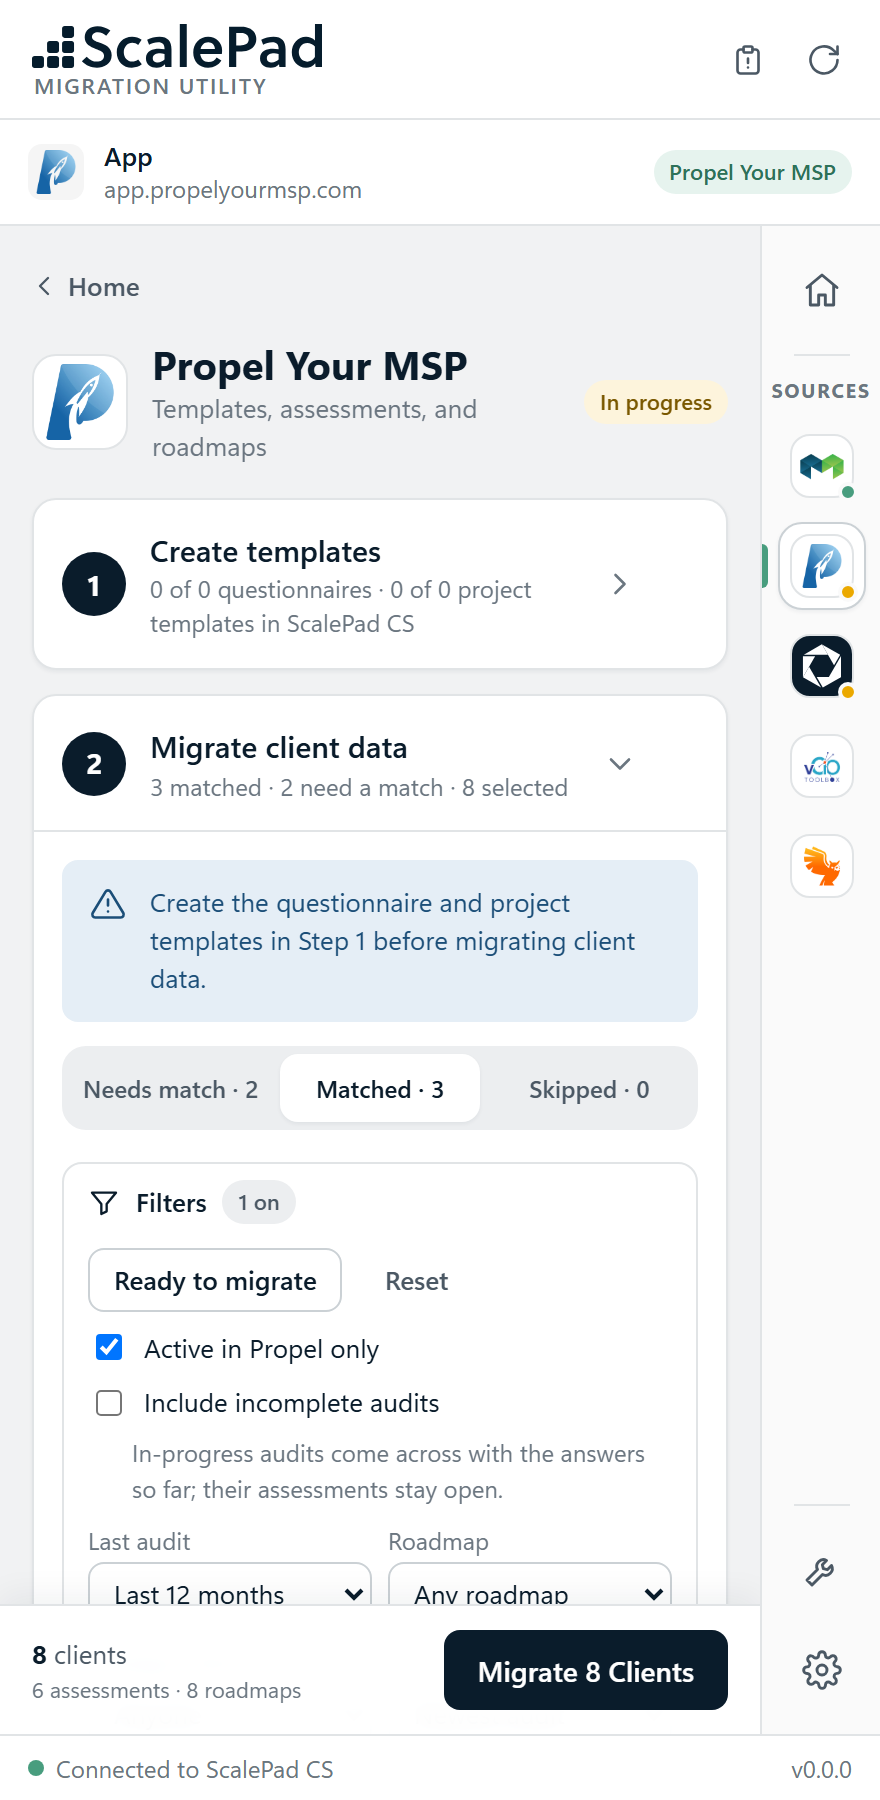 ScalePad
MIGRATION UTILITY
App
app.propelyourmsp.com
Propel Your MSP
Home
Propel Your MSP
Templates, assessments, and
roadmaps
In progress
SOURCES
1
Create templates
0 of 0 questionnaires · 0 of 0 project
templates in ScalePad CS
2
Migrate client data
3 matched · 2 need a match · 8 selected
vCIO
TOOLBOX
Create the questionnaire and project
templates in Step 1 before migrating client
data.
Needs match · 2
Matched · 3
Skipped · 0
Filters
1 on
Ready to migrate
Reset
Active in Propel only
Include incomplete audits
In-progress audits come across with the answers
so far; their assessments stay open.
Last audit
Roadmap
Last 12 months
Any roadmap
8 clients
6 assessments · 8 roadmaps
Migrate 8 Clients
Connected to ScalePad CS
v0.0.0